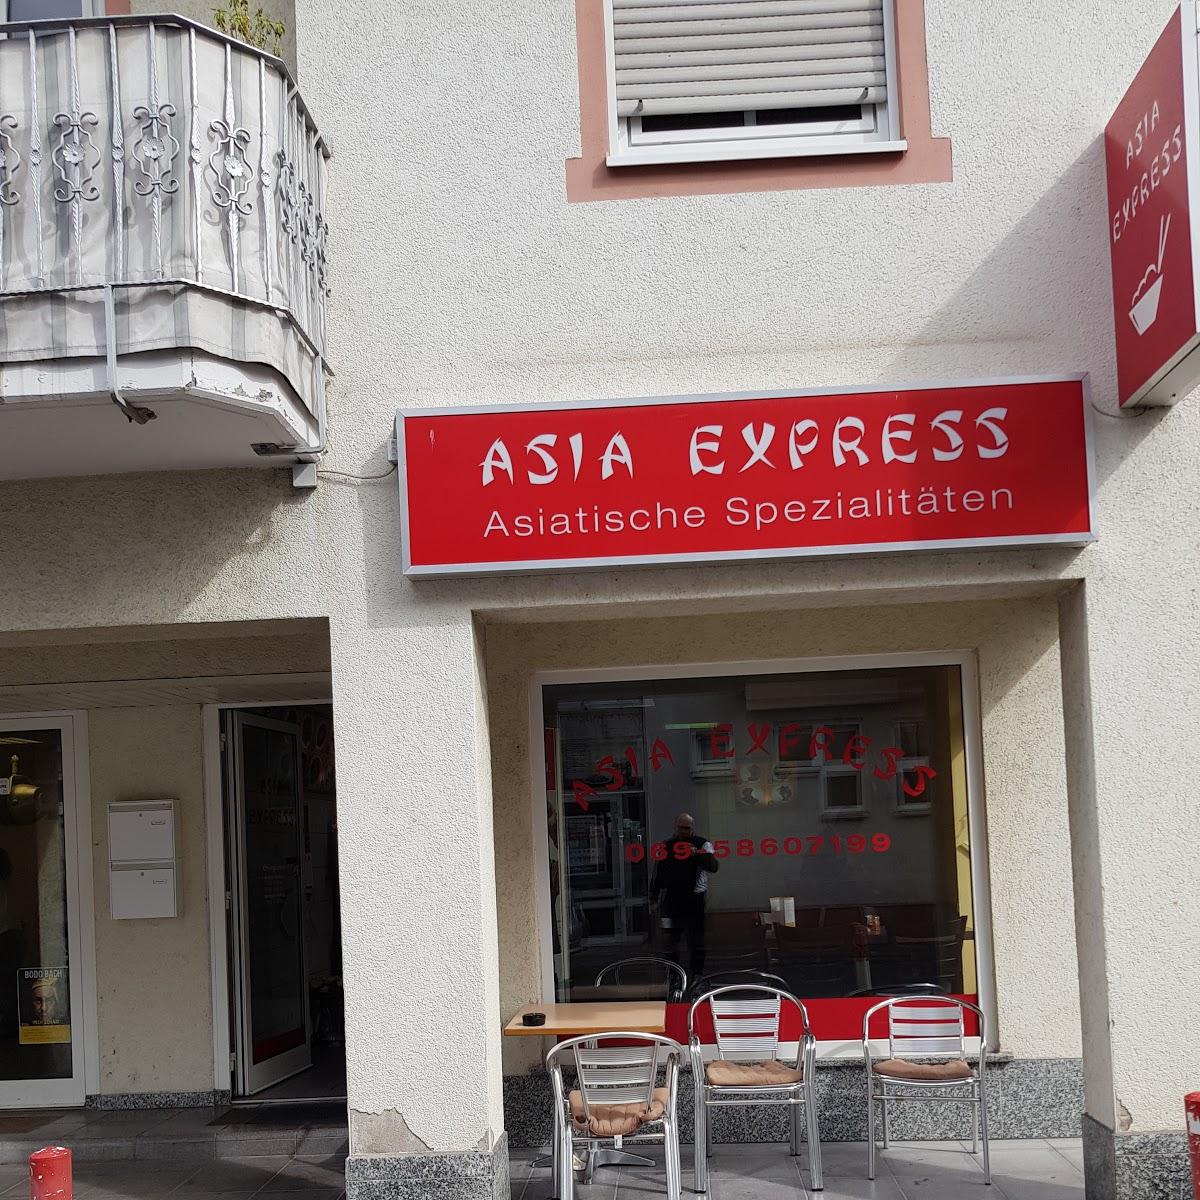 ASIA
EXPRESS
ASIA EXPRESS
Asiatische Spezialitäten
ASIA EXPRESS
069-58607199
BODO BACH